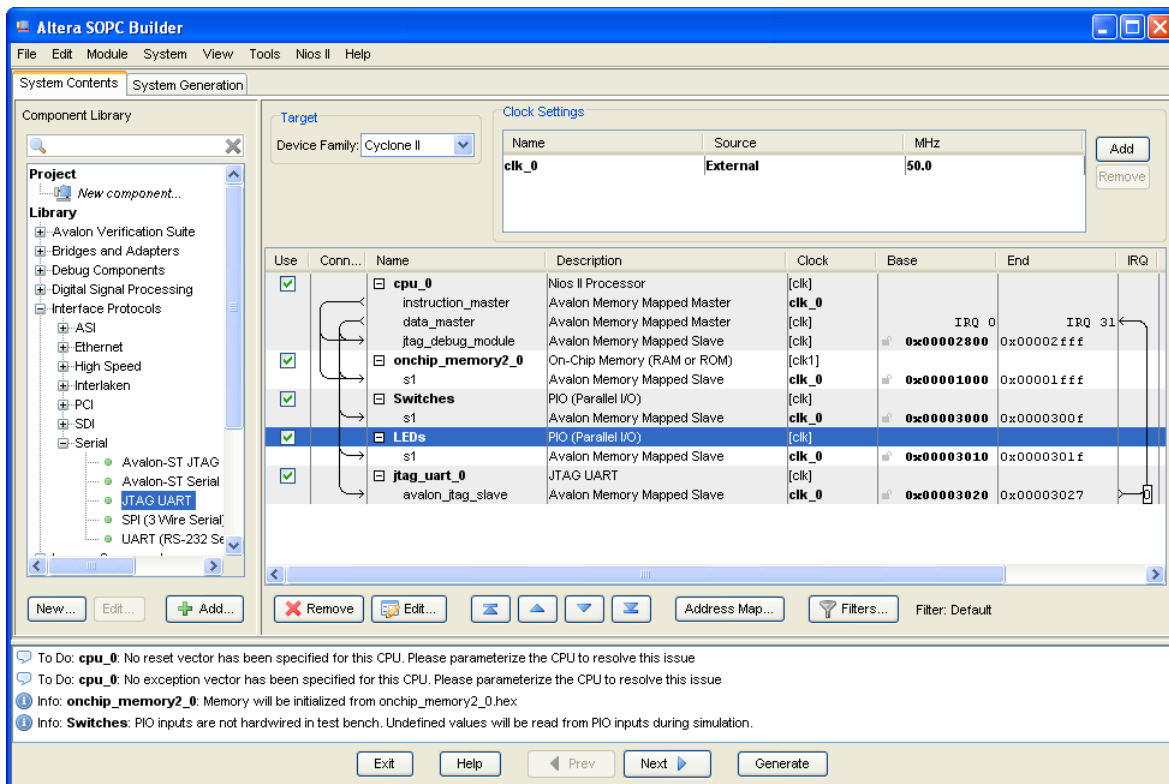 Altera SOPC Builder
File Edit Module System View Tools Nios II Help
System Contents System Generation
Component Library
Project
New component...
Library
Avalon Verification Suite
Bridges and Adapters
Debug Components
Digital Signal Processing
Interface Protocols
ASI
Ethernet
High Speed
Interlaken
PCI
SDI
Serial
Avalon-ST JTAG
Avalon-ST Serial
JTAG UART
SPI (3 Wire Serial)
UART (RS-232 Se
New... Edit... Add...
Target
Device Family: Cyclone II
Clock Settings
Name Source MHz
clk_0 External 50.0
Add
Remove
Use Conn... Name Description Clock Base End IRQ
cpu_0 Nios II Processor [clk]
instruction_master Avalon Memory Mapped Master clk_0
data_master Avalon Memory Mapped Master [clk] IRQ 0 IRQ 31
jtag_debug_module Avalon Memory Mapped Slave [clk] 0x00002800 0x00002fff
onchip_memory2_0 On-Chip Memory (RAM or ROM) [clk1]
s1 Avalon Memory Mapped Slave clk_0 0x00001000 0x00001fff
Switches PIO (Parallel I/O) [clk]
s1 Avalon Memory Mapped Slave clk_0 0x00003000 0x0000300f
LEDs PIO (Parallel I/O) [clk]
s1 Avalon Memory Mapped Slave clk_0 0x00003010 0x0000301f
jtag_uart_0 JTAG UART [clk]
avalon_jtag_slave Avalon Memory Mapped Slave clk_0 0x00003020 0x00003027 0
Remove Edit... Address Map... Filters... Filter: Default
To Do: cpu_0: No reset vector has been specified for this CPU. Please parameterize the CPU to resolve this issue
To Do: cpu_0: No exception vector has been specified for this CPU. Please parameterize the CPU to resolve this issue
Info: onchip_memory2_0: Memory will be initialized from onchip_memory2_0.hex
Info: Switches: PIO inputs are not hardwired in test bench. Undefined values will be read from PIO inputs during simulation.
Exit Help Prev Next Generate